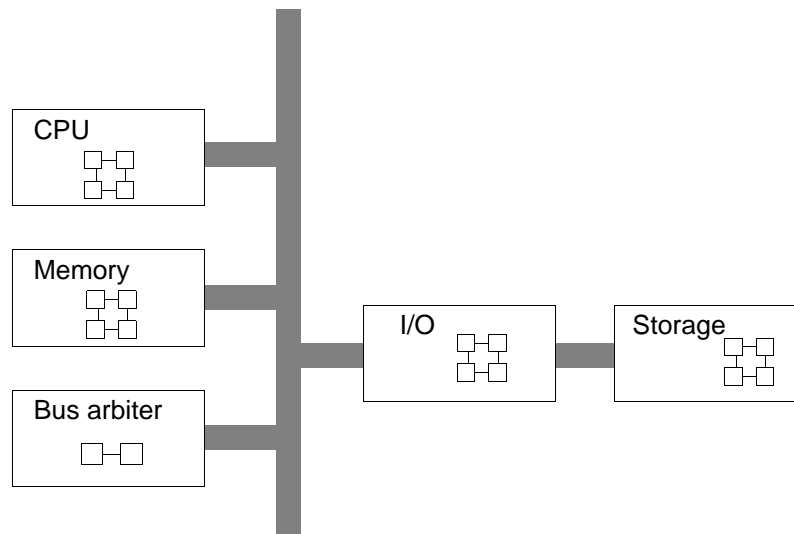 CPU
Memory
Bus arbiter
I/O
Storage